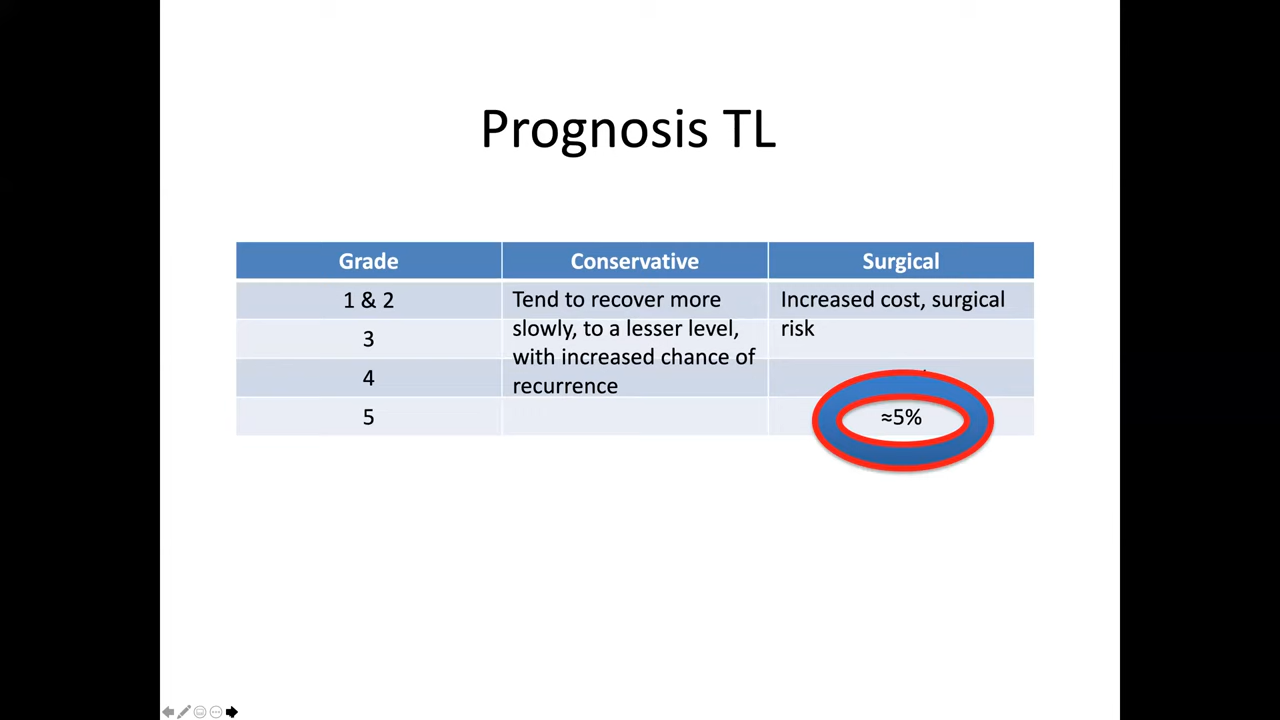 Prognosis TL
Grade Conservative Surgical
1 & 2
3
4
5
Tend to recover more
slowly, to a lesser level,
with increased chance of
recurrence
Increased cost, surgical
risk
≈5%